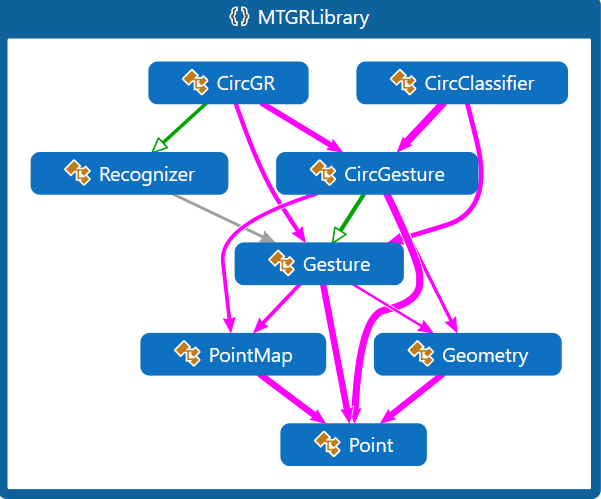 MTGRLibrary
CircGR
CircClassifier
Recognizer
CircGesture
Gesture
PointMap
Geometry
Point